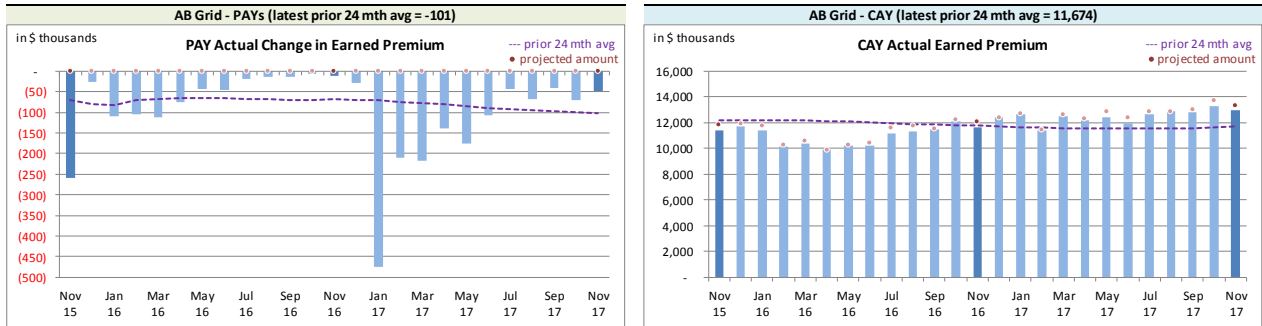 AB Grid - PAYs (latest prior 24 mth avg = -101)
in $ thousands
PAY Actual Change in Earned Premium
--- prior 24 mth avg
● projected amount
-
(50)
(100)
(150)
(200)
(250)
(300)
(350)
(400)
(450)
(500)
Nov Jan Mar May Jul Sep Nov Jan Mar May Jul Sep Nov
15 16 16 16 16 16 16 17 17 17 17 17 17
AB Grid - CAY (latest prior 24 mth avg = 11,674)
in $ thousands
CAY Actual Earned Premium
--- prior 24 mth avg
● projected amount
16,000
14,000
12,000
10,000
8,000
6,000
4,000
2,000
-
Nov Jan Mar May Jul Sep Nov Jan Mar May Jul Sep Nov
15 16 16 16 16 16 16 17 17 17 17 17 17